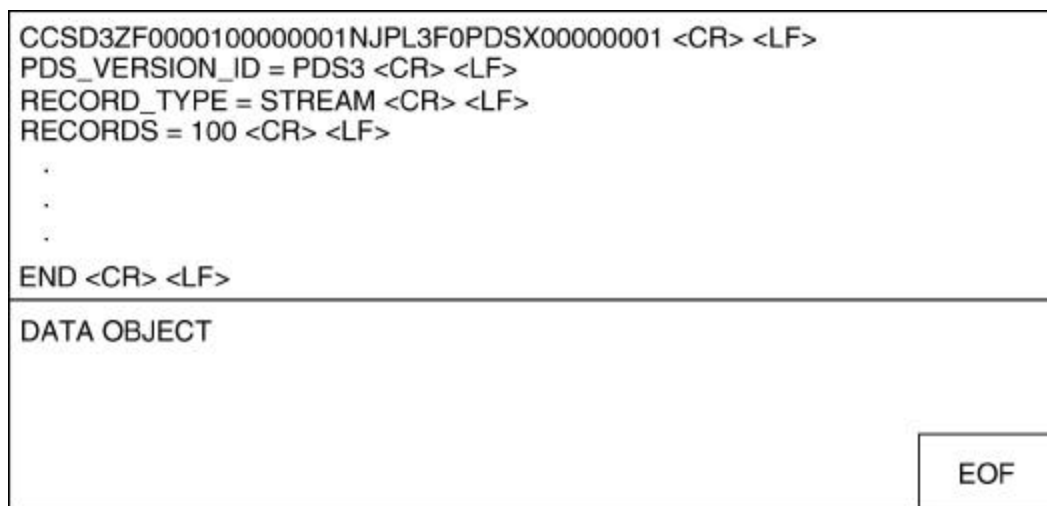 CCSD3ZF0000100000001NJPL3F0PDSX00000001 <CR> <LF>
PDS_VERSION_ID = PDS3 <CR> <LF>
RECORD_TYPE = STREAM <CR> <LF>
RECORDS = 100 <CR> <LF>
.
.
.
END <CR> <LF>
DATA OBJECT
EOF